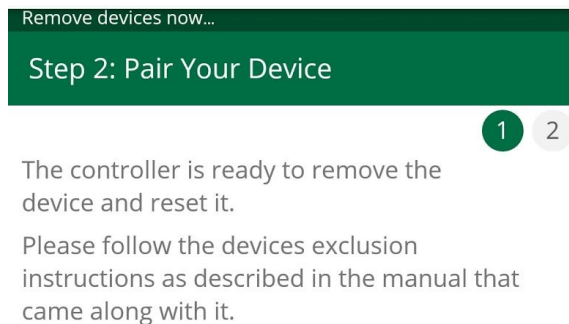 Remove devices now...
Step 2: Pair Your Device
1 2
The controller is ready to remove the
device and reset it.
Please follow the devices exclusion
instructions as described in the manual that
came along with it.